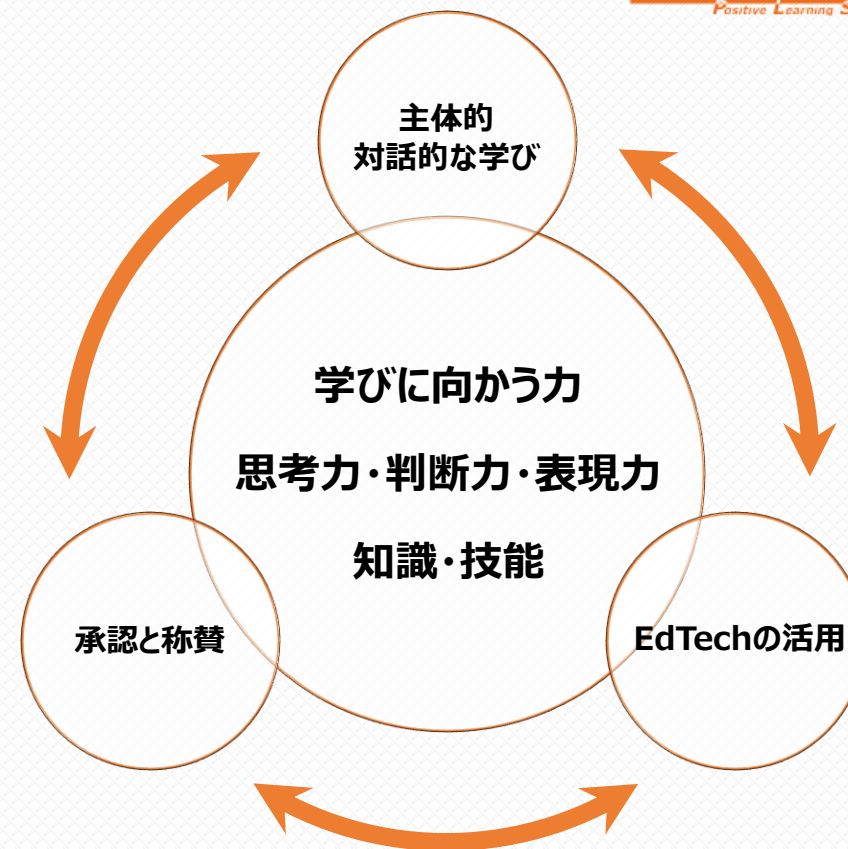 Positive Learning S
主体的
対話的な学び
学びに向かう力
思考力・判断力・表現力
知識・技能
承認と称賛
EdTechの活用